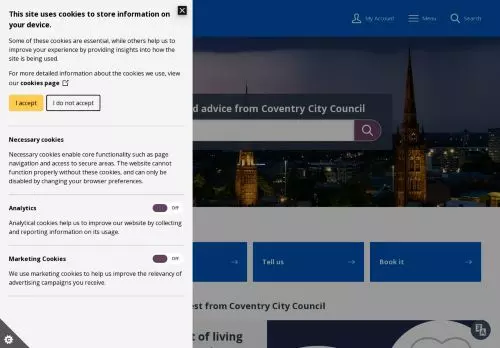 This site uses cookies to store information on
your device.
Some of these cookies are essential, while others help us to
improve your experience by providing insights into how the
site is being used.
For more detailed information about the cookies we use, view
our cookies page
I accept
I do not accept
Necessary cookies
Necessary cookies enable core functionality such as page
navigation and access to secure areas. The website cannot
function properly without these cookies, and can only be
disabled by changing your browser preferences.
Analytics
Off
Analytical cookies help us to improve our website by collecting
and reporting information on its usage.
Marketing Cookies
Off
We use marketing cookies to help us improve the relevancy of
advertising campaigns you receive.
My Account
Menu
Search
d advice from Coventry City Council
Tell us
Book it
est from Coventry City Council
t of living